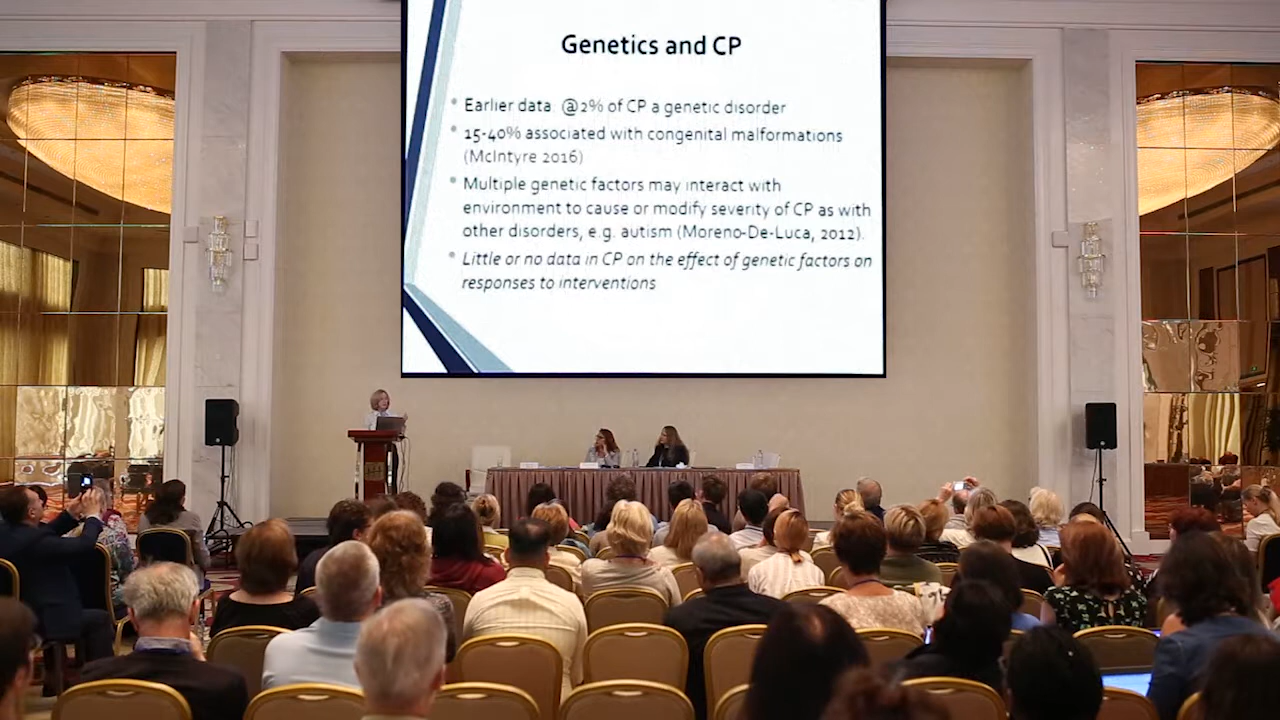 Genetics and CP
Earlier data @2% of CP a genetic disorder
15-40% associated with congenital malformations
(McIntyre 2016)
Multiple genetic factors may interact with
environment to cause or modify severity of CP as with
other disorders, e.g. autism (Moreno-De-Luca, 2012).
Little or no data in CP on the effect of genetic factors on
responses to interventions